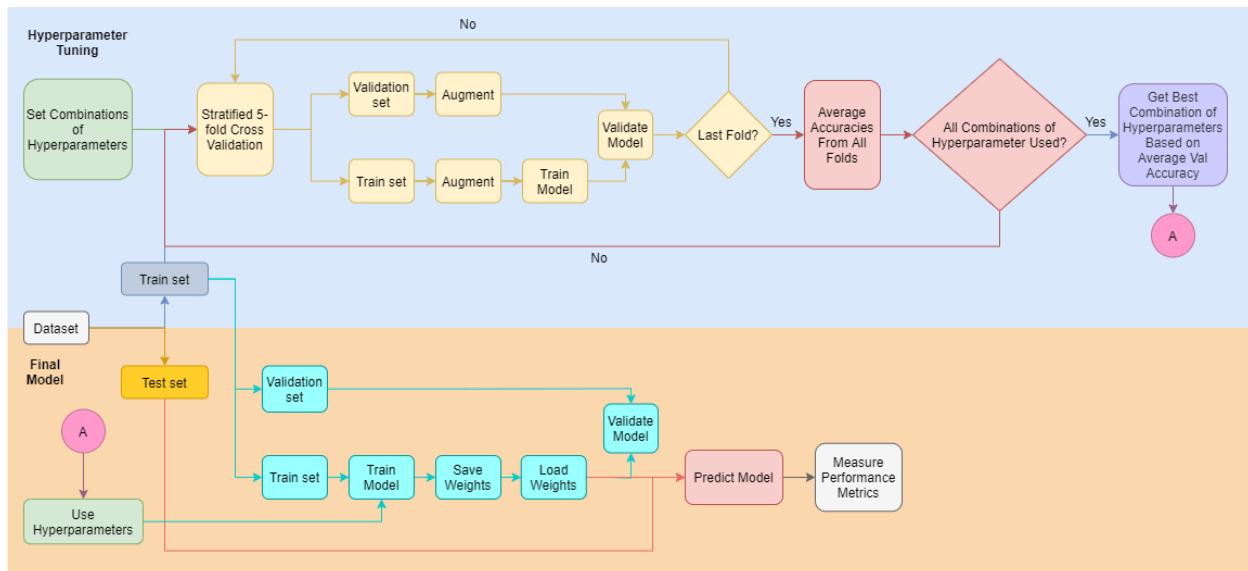 Hyperparameter
Tuning
No
Set Combinations
of
Hyperparameters
Stratified 5-
fold Cross
Validation
Validation
set
Augment
Train set
Augment
Train
Model
Validate
Model
Last Fold?
Yes
Average
Accuracies
From All
Folds
All Combinations of
Hyperparameter Used?
Yes
Get Best
Combination of
Hyperparameters
Based on
Average Val
Accuracy
A
No
Train set
Dataset
Final
Model
Test set
Validation
set
Validate
Model
A
Train set
Train
Model
Save
Weights
Load
Weights
Predict Model
Measure
Performance
Metrics
Use
Hyperparameters